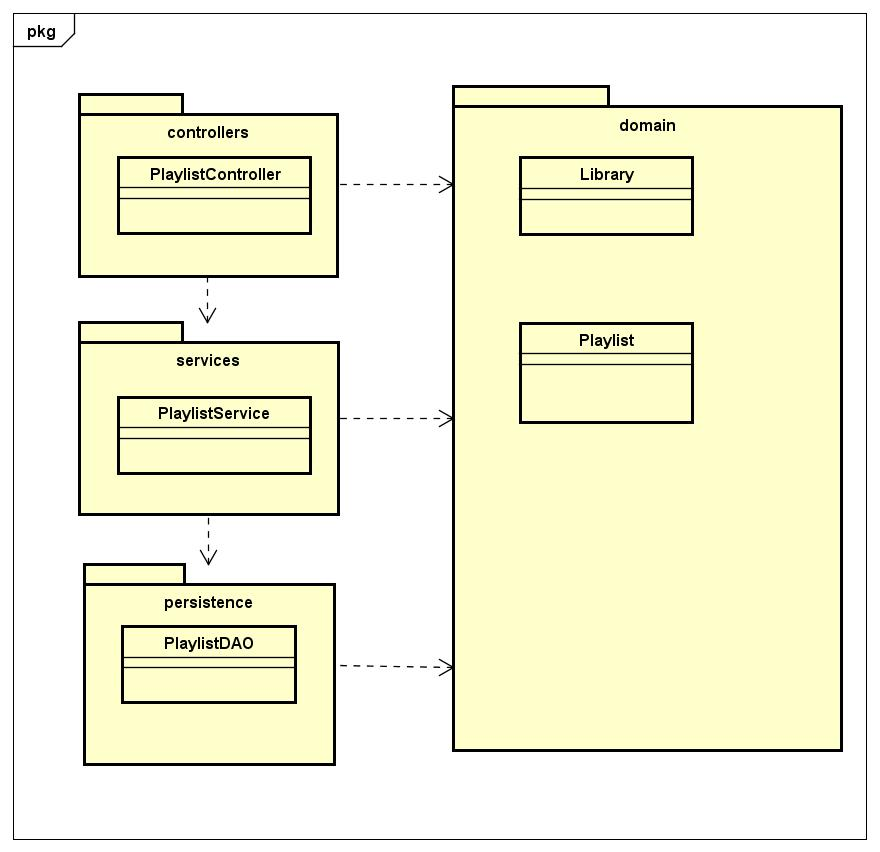 pkg
controllers
PlaylistController
services
PlaylistService
persistence
PlaylistDAO
domain
Library
Playlist